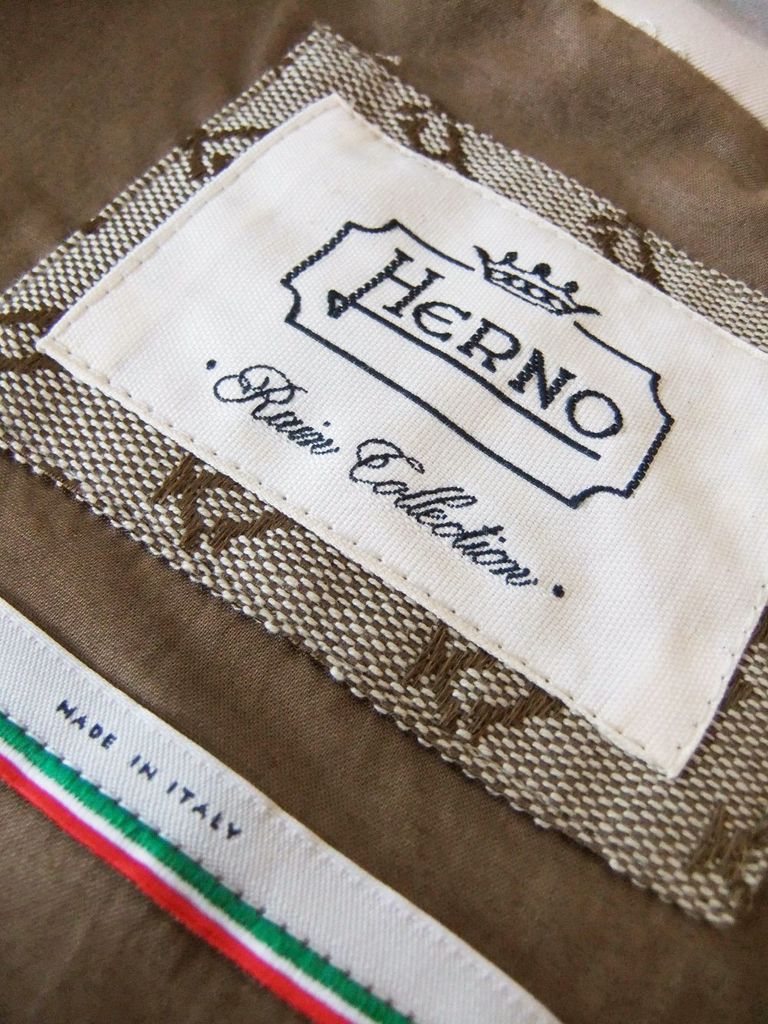 HERNO
• Rain Collection •
MADE IN ITALY